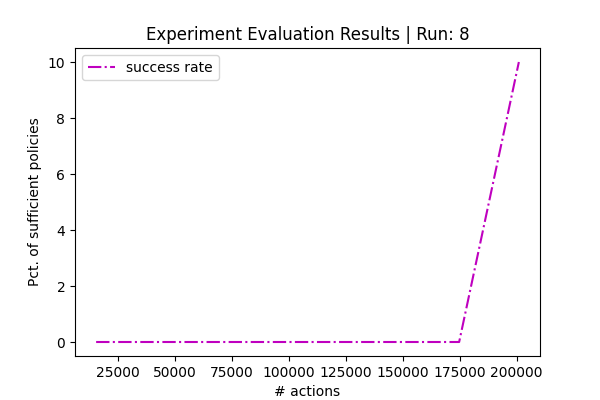 Experiment Evaluation Results | Run: 8
success rate
Pct. of sufficient policies
10
8
6
4
2
0
25000 50000 75000 100000 125000 150000 175000 200000
# actions